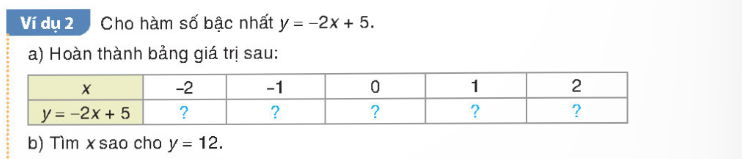 Ví dụ 2 Cho hàm số bậc nhất y = –2x + 5.
a) Hoàn thành bảng giá trị sau:
x –2 –1 0 1 2
y = –2x + 5 ? ? ? ? ?
b) Tìm x sao cho y = 12.